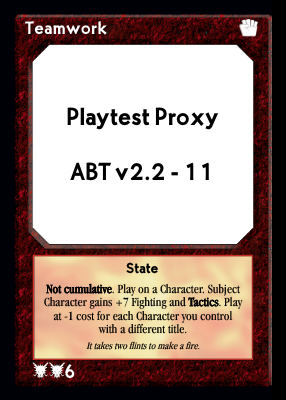 Teamwork
Playtest Proxy
ABT v2.2 - 11
State
Not cumulative. Play on a Character. Subject
Character gains +7 Fighting and Tactics. Play
at -1 cost for each Character you control
with a different title.
It takes two flints to make a fire.
6